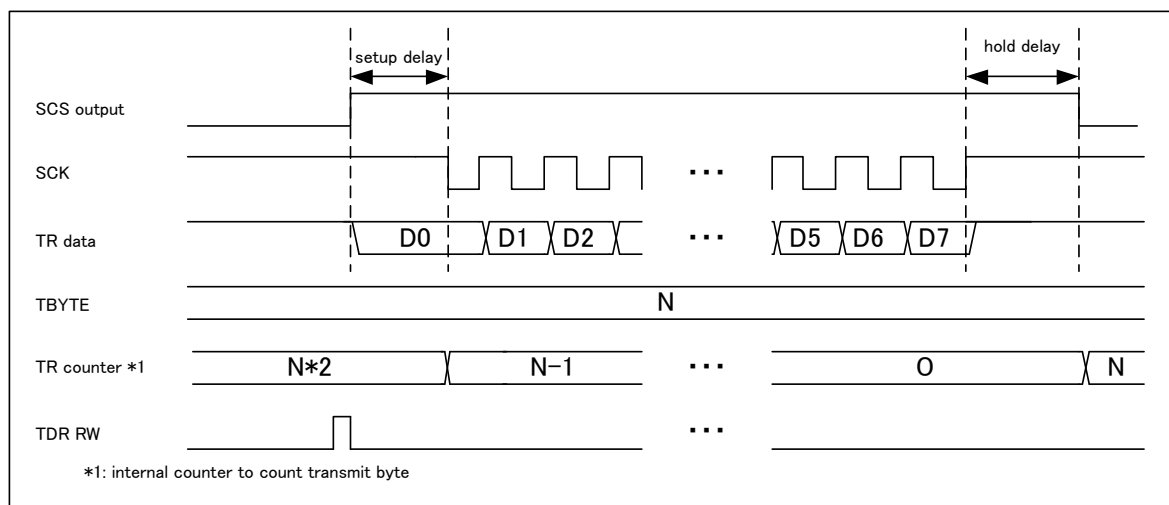 setup delay
hold delay
SCS output
SCK
...
TR data
D0 D1 D2 ... D5 D6 D7
TBYTE
N
TR counter *1
N*2 N-1 ... 0 N
TDR RW
...
*1: internal counter to count transmit byte